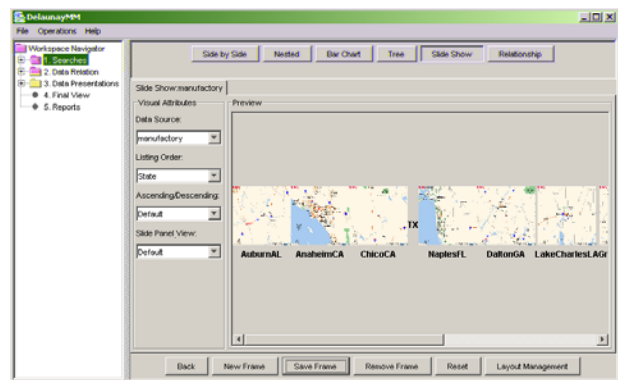 DelaunayMM
File Operations Help
Workspace Navigator
1. Searches
2. Data Relation
3. Data Presentations
4. Final View
5. Reports
Side by Side Nested Bar Chart Tree Slide Show Relationship
Slide Show:manufactory
Visual Attributes
Data Source:
manufactory
Listing Order:
State
Ascending/Descending:
Default
Slide Panel View:
Default
Preview
TX
AuburnAL AnaheimCA ChicoCA NaplesFL DaltonGA LakeCharlesLA Gr
Back New Frame Save Frame Remove Frame Reset Layout Management